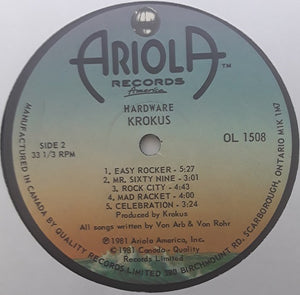 ARIOLA™
RECORDS
America
HARDWARE
KROKUS
SIDE 2
33 1/3 RPM
OL 1508
1. EASY ROCKER - 5:27
2. MR. SIXTY NINE - 3:01
3. ROCK CITY - 4:43
4. MAD RACKET - 4:00
5. CELEBRATION - 3:24
Produced by Krokus
All songs written by Von Arb & Von Rohr
℗1981 Ariola America, Inc.
©1981 Canada - Quality
Records Limited
MANUFACTURED IN CANADA BY QUALITY RECORDS LIMITED 380 BIRCHMOUNT RD. SCARBOROUGH, ONTARIO M1K 1M7